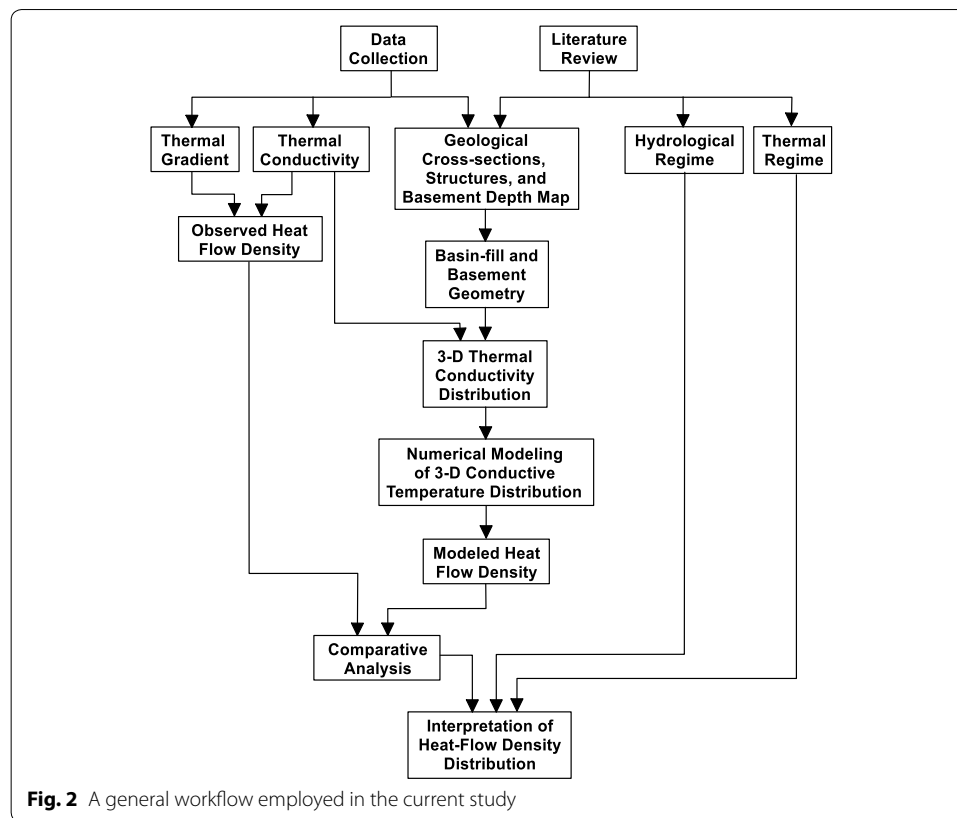 Data
Collection
Literature
Review
Thermal
Gradient
Thermal
Conductivity
Geological
Cross-sections,
Structures, and
Basement Depth Map
Hydrological
Regime
Thermal
Regime
Observed Heat
Flow Density
Basin-fill and
Basement
Geometry
3-D Thermal
Conductivity
Distribution
Numerical Modeling
of 3-D Conductive
Temperature Distribution
Modeled Heat
Flow Density
Comparative
Analysis
Interpretation of
Heat-Flow Density
Distribution
Fig. 2 A general workflow employed in the current study